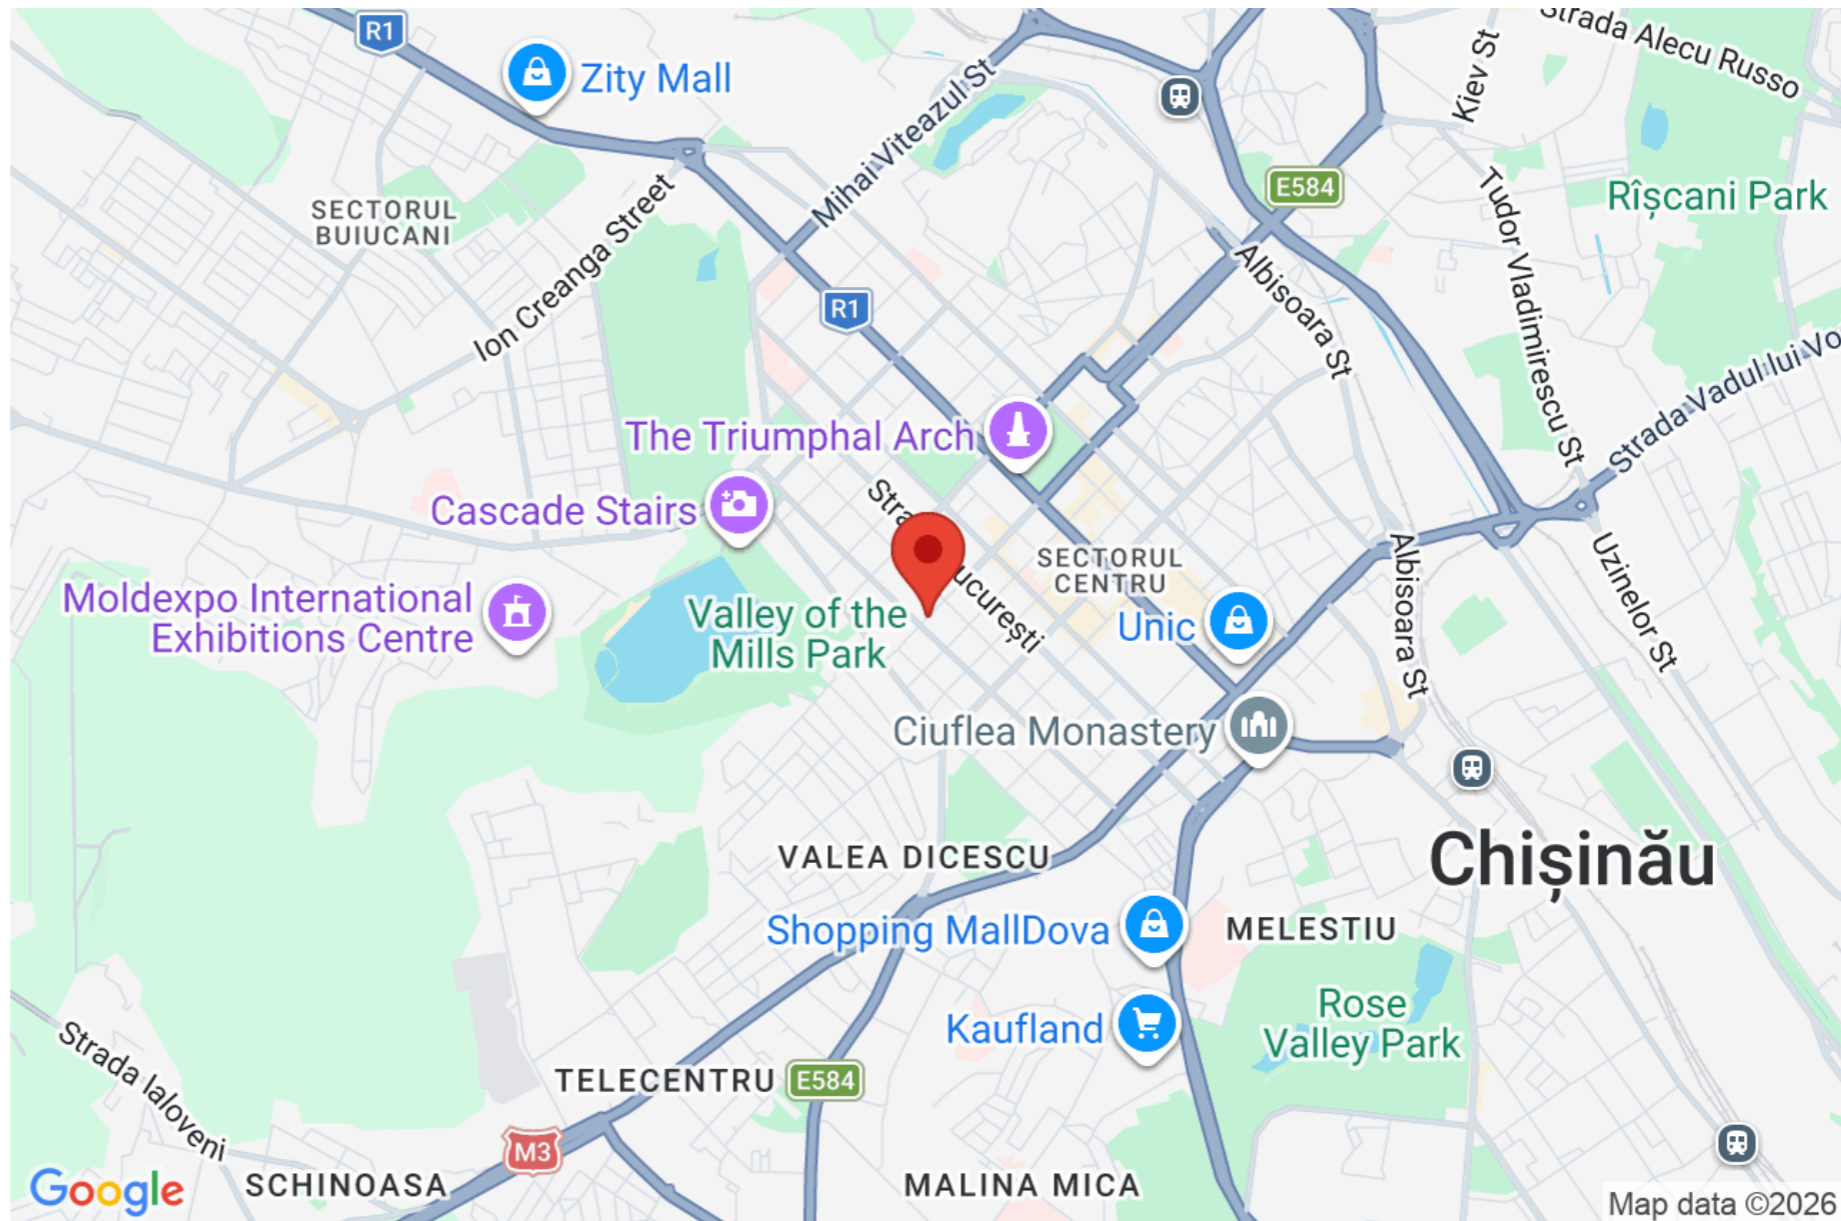 R1
Zity Mall
Mihai Viteazul St
Strada Alecu Russo
Kiev St
E584
Rîșcani Park
SECTORUL
BUIUCANI
Ion Creanga Street
Tudor Vladimirescu St
Albisoara St
R1
Strada Vadul lui Vo
The Triumphal Arch
Cascade Stairs
SECTORUL
CENTRU
Albisoara St
Uzinelor St
Moldexpo International
Exhibitions Centre
Valley of the
Mills Park
Unic
Ciuflea Monastery
VALEA DICESCU
Chișinău
Shopping MallDova
MELESTIU
Rose
Valley Park
Kaufland
Strada Ialoveni
TELECENTRU
E584
M3
SCHINOASA
MALINA MICA
Google
Map data ©2026